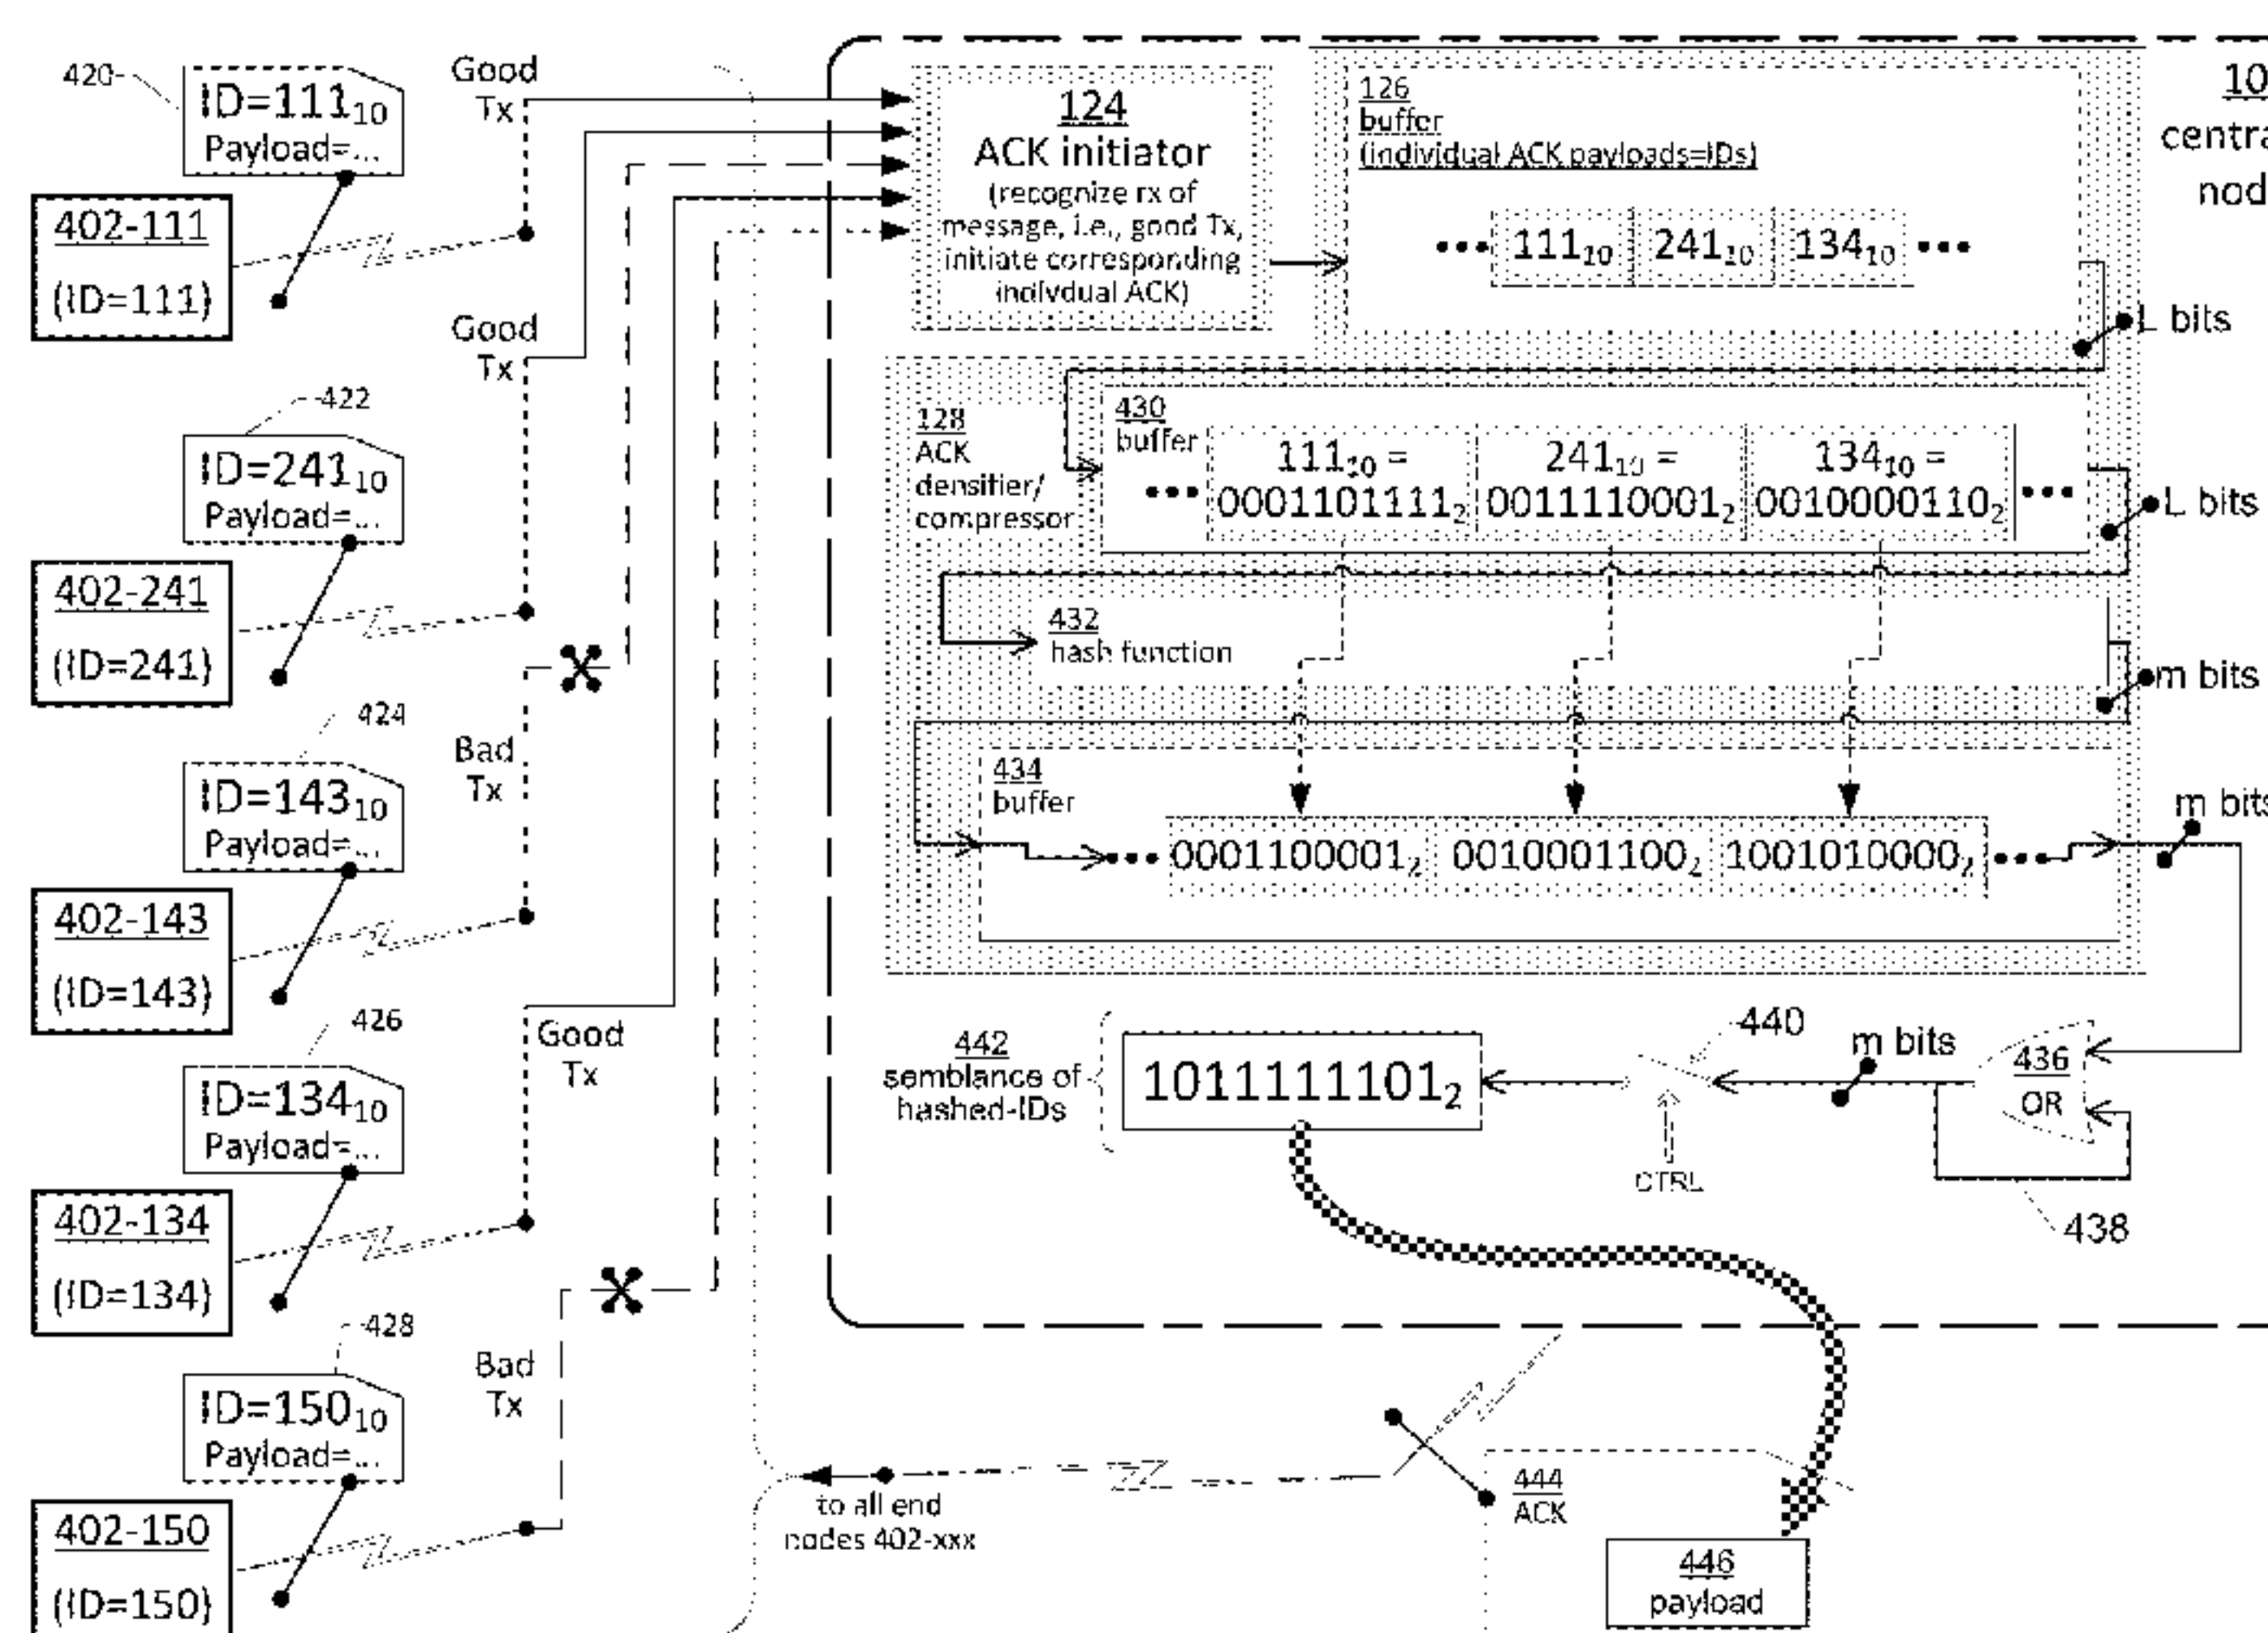 420
ID=111₁₀
Payload=...
402-111
(ID=111)
Good
Tx
422
ID=241₁₀
Payload=...
402-241
(ID=241)
Good
Tx
424
ID=143₁₀
Payload=...
402-143
(ID=143)
Bad
Tx
426
ID=134₁₀
Payload=...
402-134
(ID=134)
Good
Tx
428
ID=150₁₀
Payload=...
402-150
(ID=150)
Bad
Tx
124
ACK initiator
(recognize rx of
message, i.e., good Tx,
initiate corresponding
indivdual ACK)
126
buffer
(individual ACK payloads=IDs)
••• 111₁₀ 241₁₀ 134₁₀ •••
10
centra
nod
L bits
128
ACK
densifier/
compressor
430
buffer
111₁₀ = 241₁₀ = 134₁₀ =
••• 0001101111₂ 0011110001₂ 0010000110₂ •••
L bits
432
hash function
m bits
434
buffer
••• 0001100001₂ 0010001100₂ 1001010000₂ •••
m bits
442
semblance of
hashed-IDs
1011111101₂
440
CTRL
m bits
436
OR
438
to all end
nodes 402-xxx
444
ACK
446
payload